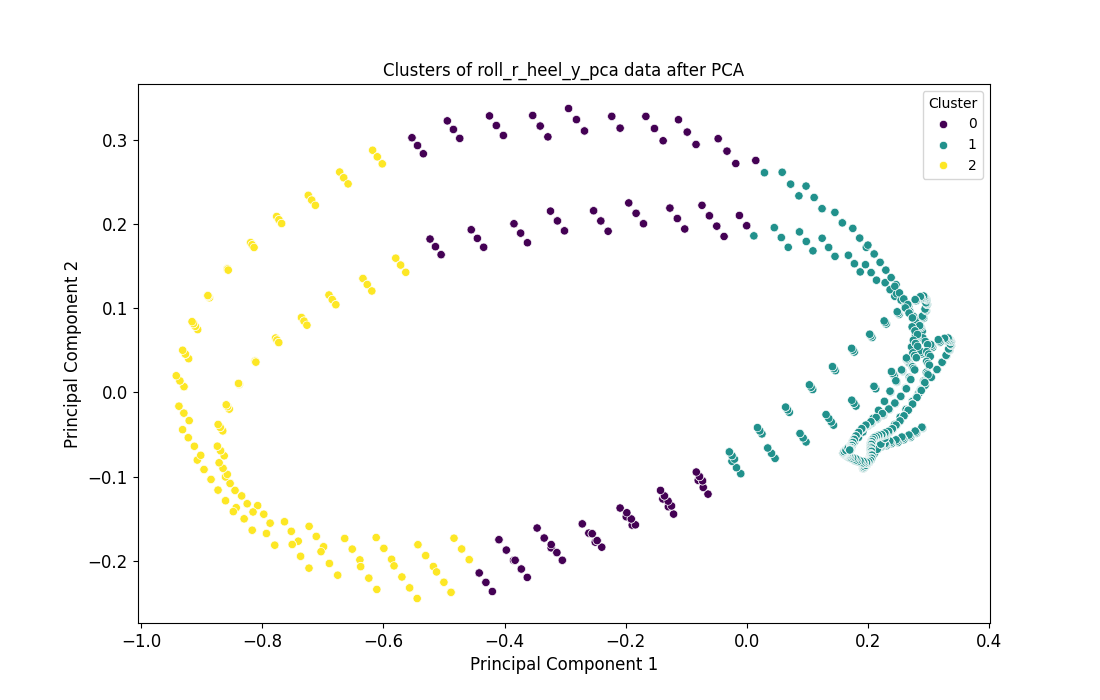 Clusters of roll_r_heel_y_pca data after PCA
Cluster
0
1
2
0.3
0.2
0.1
0.0
−0.1
−0.2
Principal Component 2
−1.0 −0.8 −0.6 −0.4 −0.2 0.0 0.2 0.4
Principal Component 1